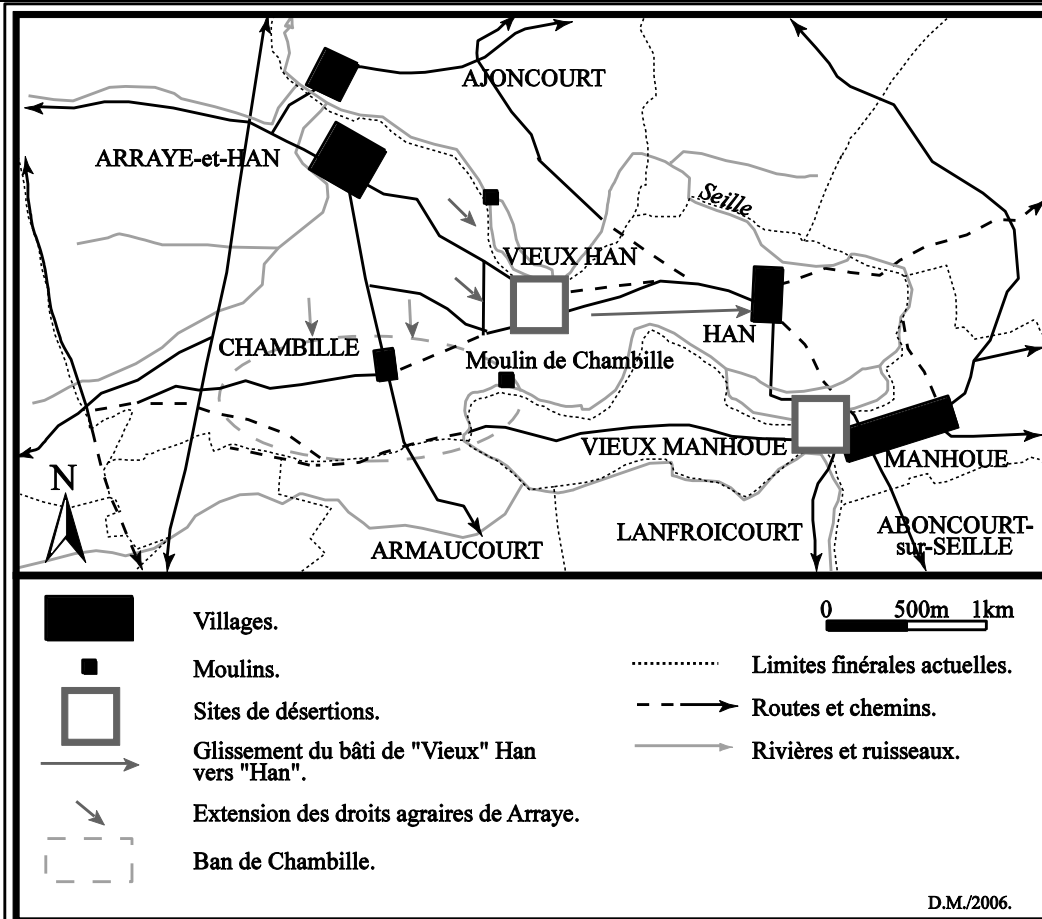 AJONCOURT
ARRAYE-et-HAN
Seille
VIEUX HAN
HAN
CHAMBILLE
Moulin de Chambille
VIEUX MANHOUE
MANHOUE
N
LANFROICOURT
ABONCOURT-
sur-SEILLE
ARMAUCOURT
Villages.
Moulins.
Sites de désertions.
Glissement du bâti de "Vieux" Han
vers "Han".
Extension des droits agraires de Arraye.
Ban de Chambille.
0 500m 1km
Limites finérales actuelles.
Routes et chemins.
Rivières et ruisseaux.
D.M./2006.